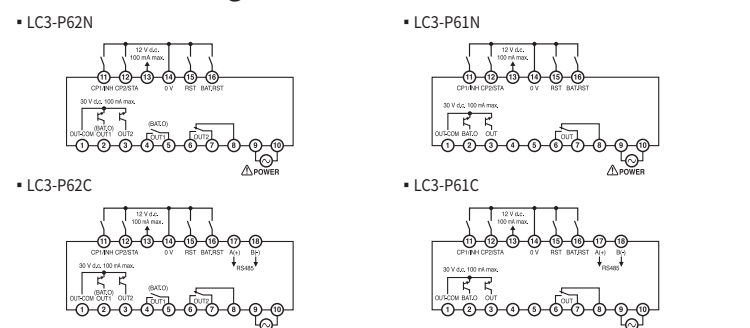 ▪ LC3-P62N
12 V d.c.
100 mA max.
11 12 13 14 15 16
CP1/INH CP2/STA 0 V RST BAT.RST
30 V d.c. 100 mA max.
(BAT.O) (BAT.O)
OUT-COM OUT1 OUT2 OUT1 OUT2
1 2 3 4 5 6 7 8 9 10
POWER
▪ LC3-P61N
12 V d.c.
100 mA max.
11 12 13 14 15 16
CP1/INH CP2/STA 0 V RST BAT.RST
30 V d.c. 100 mA max.
OUT-COM BAT.O OUT OUT
1 2 3 4 5 6 7 8 9 10
POWER
▪ LC3-P62C
12 V d.c.
100 mA max.
11 12 13 14 15 16 17 18
CP1/INH CP2/STA 0 V RST BAT.RST A(+) B(-)
RS485
30 V d.c. 100 mA max.
(BAT.O) (BAT.O)
OUT-COM OUT1 OUT2 OUT1 OUT2
1 2 3 4 5 6 7 8 9 10
▪ LC3-P61C
12 V d.c.
100 mA max.
11 12 13 14 15 16 17 18
CP1/INH CP2/STA 0 V RST BAT.RST A(+) B(-)
RS485
30 V d.c. 100 mA max.
OUT-COM BAT.O OUT OUT
1 2 3 4 5 6 7 8 9 10